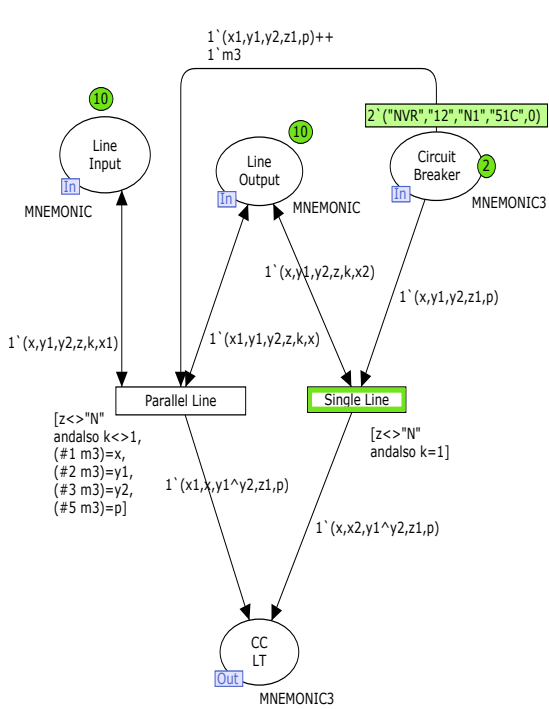 1`(x1,y1,y2,z1,p)++
1`m3
10
Line
Input
In
MNEMONIC
10
Line
Output
In
MNEMONIC
2`("NVR","12","N1","51C",0)
Circuit
Breaker
2
In
MNEMONIC3
1`(x,y1,y2,z,k,x2)
1`(x,y1,y2,z1,p)
1`(x,y1,y2,z,k,x1)
1`(x1,y1,y2,z,k,x)
Parallel Line
Single Line
[z<>"N"
andalso k<>1,
(#1 m3)=x,
(#2 m3)=y1,
(#3 m3)=y2,
(#5 m3)=p]
[z<>"N"
andalso k=1]
1`(x1,x,y1^y2,z1,p)
1`(x,x2,y1^y2,z1,p)
CC
LT
Out
MNEMONIC3